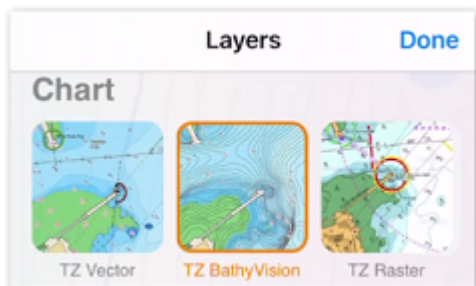 Layers
Done
Chart
TZ Vector
TZ BathyVision
TZ Raster